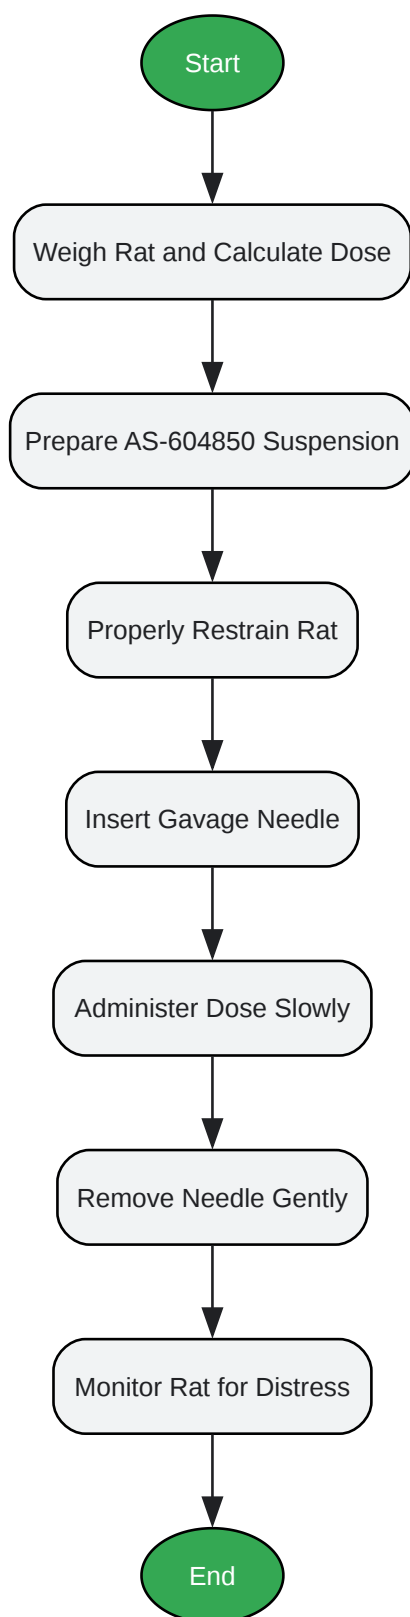 Start
Weigh Rat and Calculate Dose
Prepare AS-604850 Suspension
Properly Restrain Rat
Insert Gavage Needle
Administer Dose Slowly
Remove Needle Gently
Monitor Rat for Distress
End